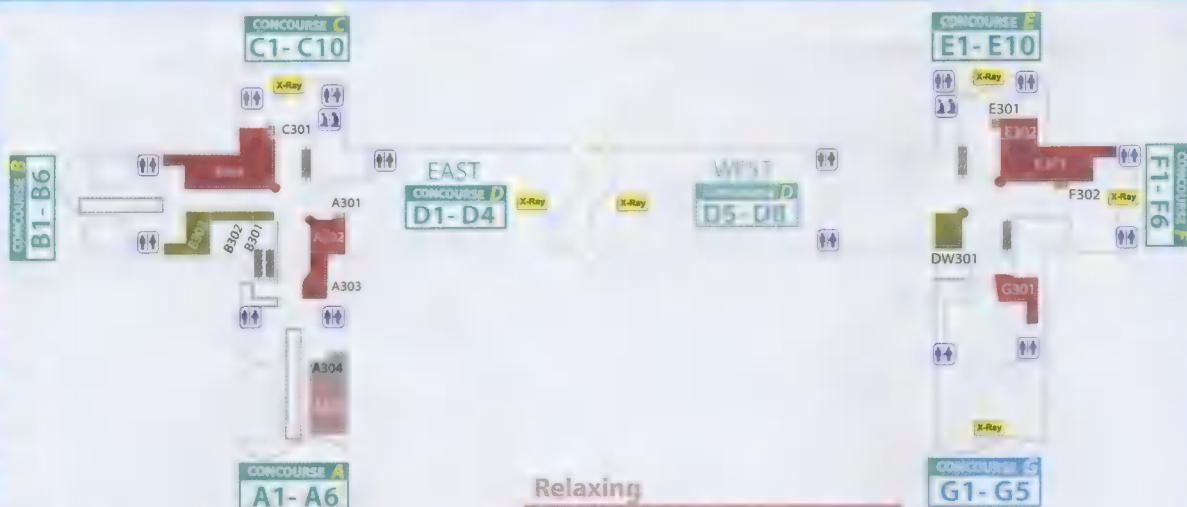 CONCOURSE C
C1- C10
X-Ray
C301
CONCOURSE B
B1- B6
B302
B301
A301
A303
A304
CONCOURSE A
A1- A6
EAST
CONCOURSE D
D1- D4
X-Ray
X-Ray
WEST
CONCOURSE D
D5- D8
CONCOURSE E
E1- E10
X-Ray
E301
E302
F302
X-Ray
CONCOURSE F
F1- F6
DW301
G301
X-Ray
CONCOURSE G
G1- G5
Relaxing